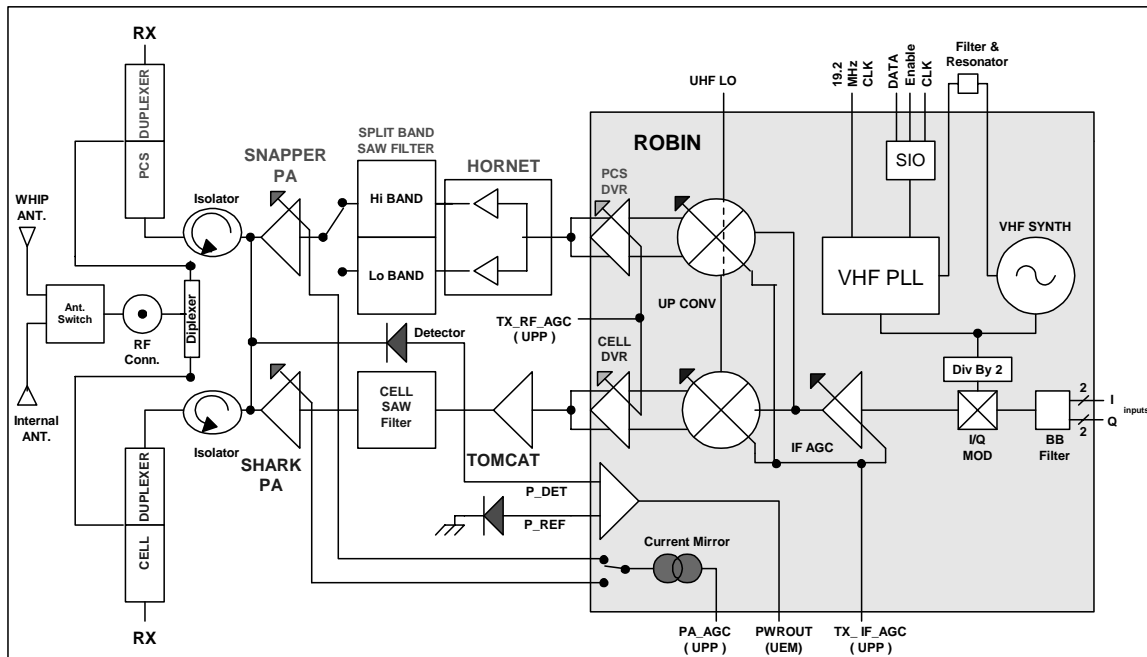 RX
DUPLEXER
PCS
WHIP
ANT.
Ant.
Switch
RF
Conn.
Diplexer
Internal
ANT.
DUPLEXER
CELL
RX
Isolator
SNAPPER
PA
SPLIT BAND
SAW FILTER
Hi BAND
Lo BAND
HORNET
Detector
CELL
SAW
Filter
TOMCAT
Isolator
SHARK
PA
P_DET
P_REF
UHF LO
ROBIN
PCS
DVR
UP CONV
TX_RF_AGC
( UPP )
CELL
DVR
IF AGC
19.2
MHz
CLK
DATA
Enable
CLK
Filter &
Resonator
SIO
VHF PLL
VHF SYNTH
Div By 2
I/Q
MOD
BB
Filter
2
I
inputs
Q
2
Current Mirror
PA_AGC
( UPP )
PWROUT
(UEM)
TX_ IF_AGC
( UPP )